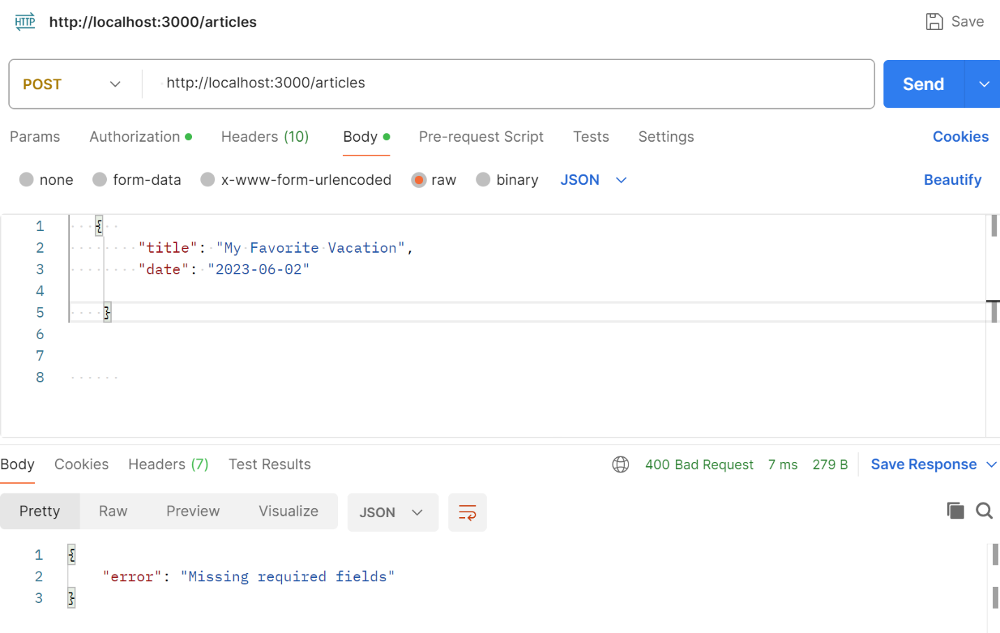 HTTP http://localhost:3000/articles Save
POST http://localhost:3000/articles Send
Params Authorization Headers (10) Body Pre-request Script Tests Settings Cookies
none form-data x-www-form-urlencoded raw binary JSON Beautify
1 {
2 "title": "My Favorite Vacation",
3 "date": "2023-06-02"
4
5 }
6
7
8
Body Cookies Headers (7) Test Results 400 Bad Request 7 ms 279 B Save Response
Pretty Raw Preview Visualize JSON
1 {
2 "error": "Missing required fields"
3 }